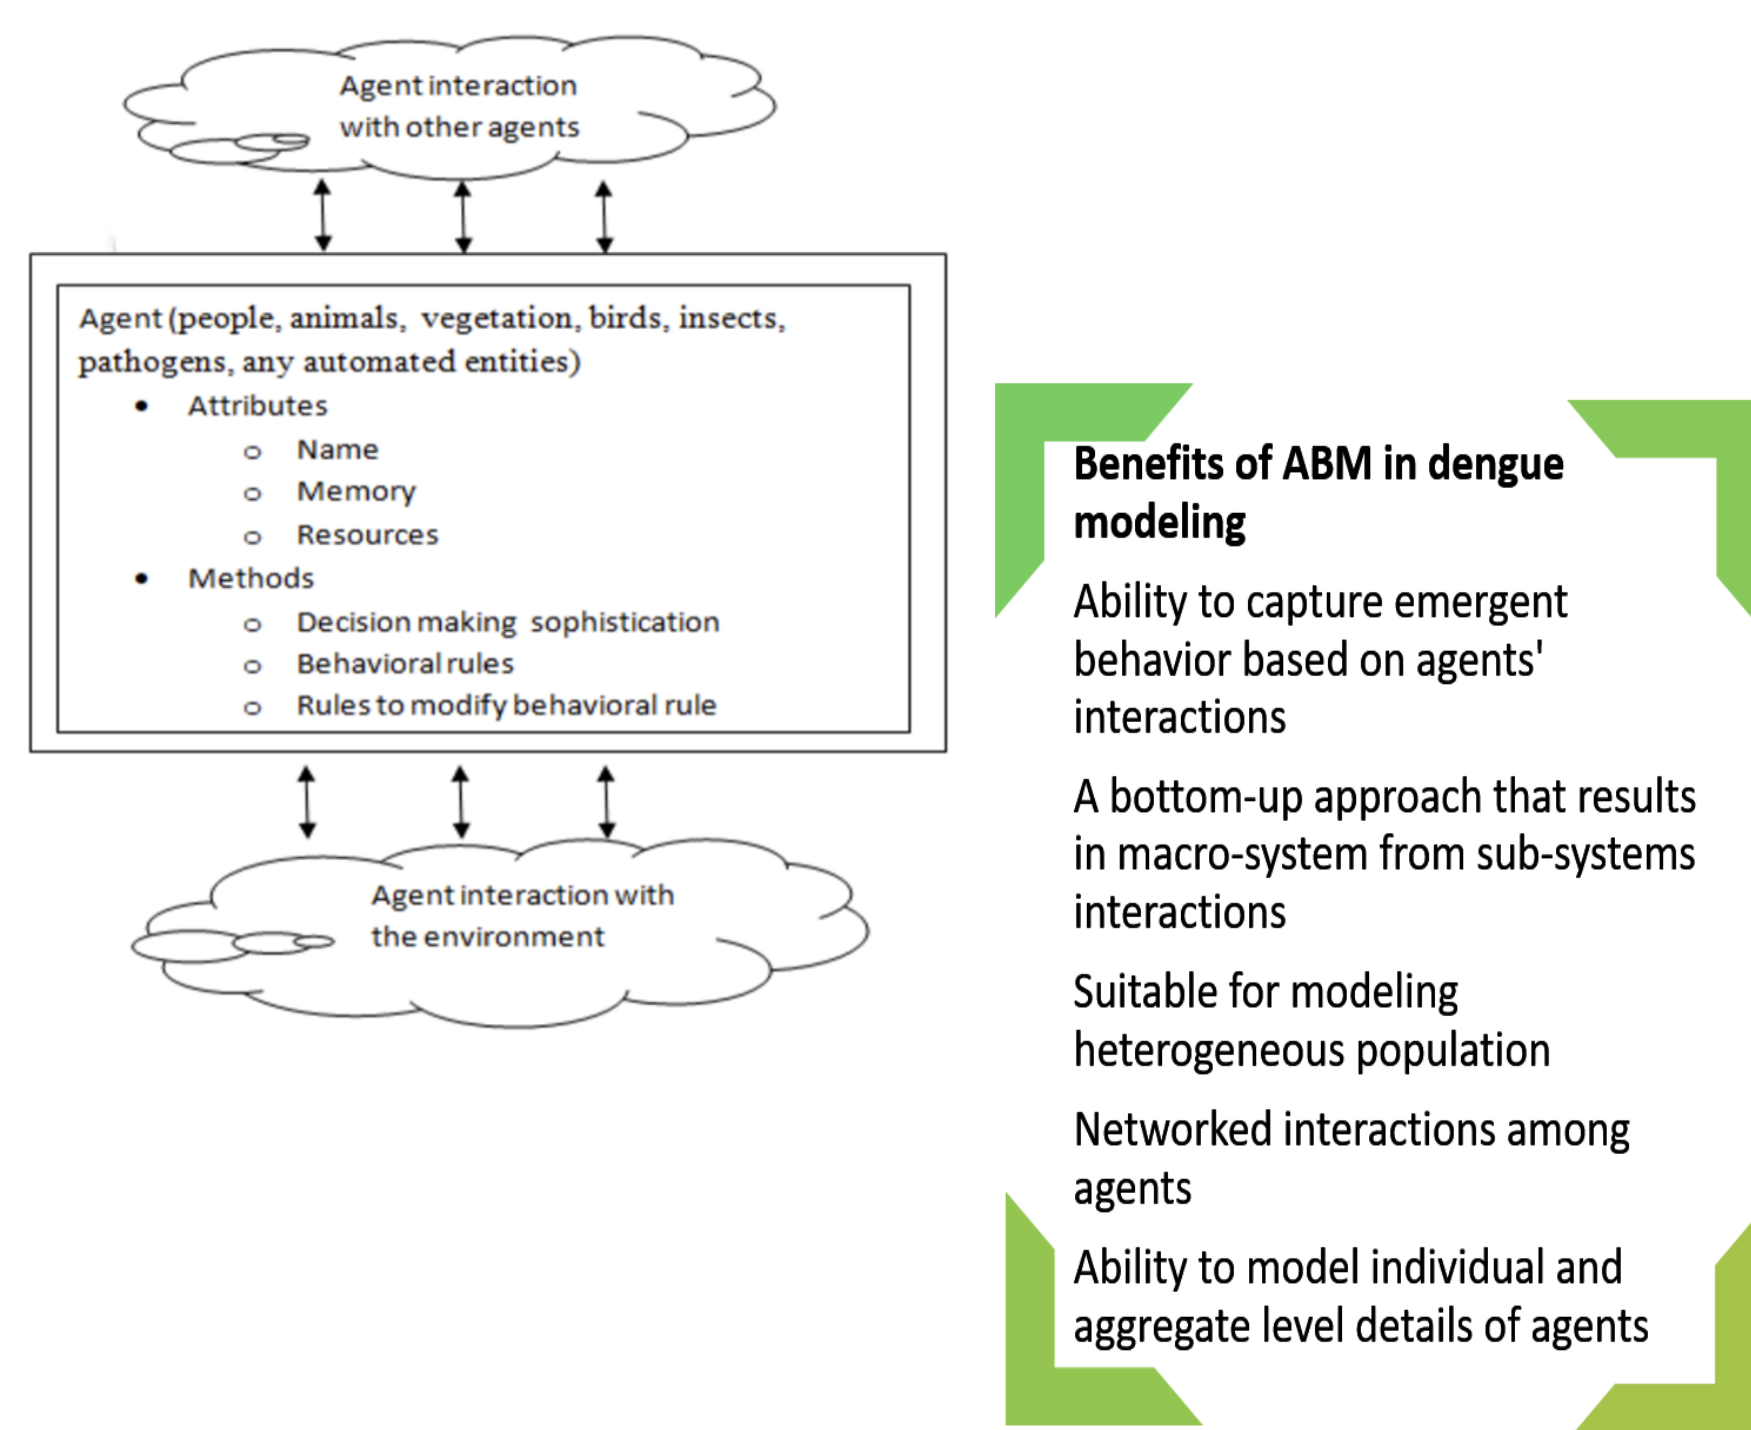 Agent interaction
with other agents
Agent (people, animals, vegetation, birds, insects,
pathogens, any automated entities)
• Attributes
o Name
o Memory
o Resources
• Methods
o Decision making sophistication
o Behavioral rules
o Rules to modify behavioral rule
Agent interaction with
the environment
Benefits of ABM in dengue
modeling
Ability to capture emergent
behavior based on agents'
interactions
A bottom-up approach that results
in macro-system from sub-systems
interactions
Suitable for modeling
heterogeneous population
Networked interactions among
agents
Ability to model individual and
aggregate level details of agents